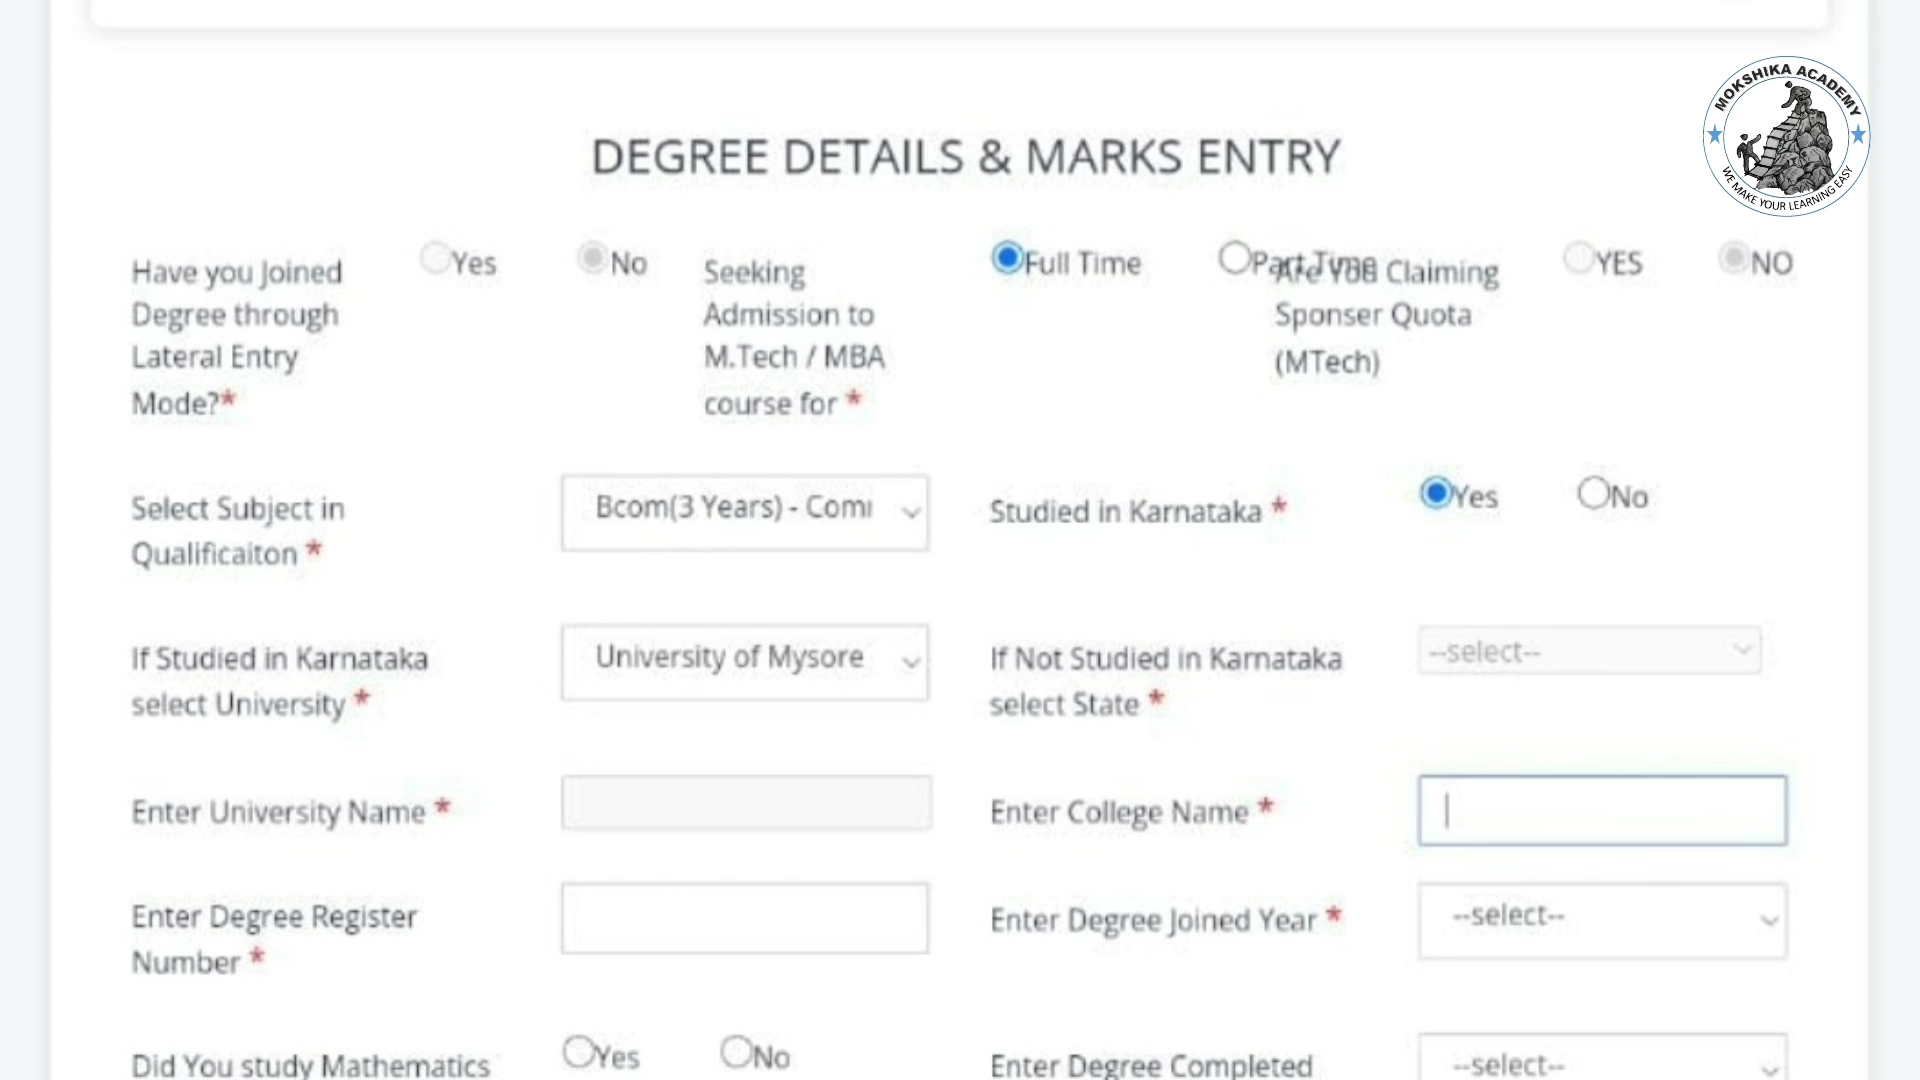 MOKSHIKA ACADEMY
WE MAKE YOUR LEARNING EASY
DEGREE DETAILS & MARKS ENTRY
Have you Joined
Degree through
Lateral Entry
Mode?*
Yes
No
Seeking
Admission to
M.Tech / MBA
course for *
Full Time
Part Time
Are You Claiming
Sponser Quota
(MTech)
YES
NO
Select Subject in
Qualificaiton *
Bcom(3 Years) - Com
Studied in Karnataka *
Yes
No
If Studied in Karnataka
select University *
University of Mysore
If Not Studied in Karnataka
select State *
--select--
Enter University Name *
Enter College Name *
Enter Degree Register
Number *
Enter Degree Joined Year *
--select--
Did You study Mathematics
Yes
No
Enter Degree Completed
--select--